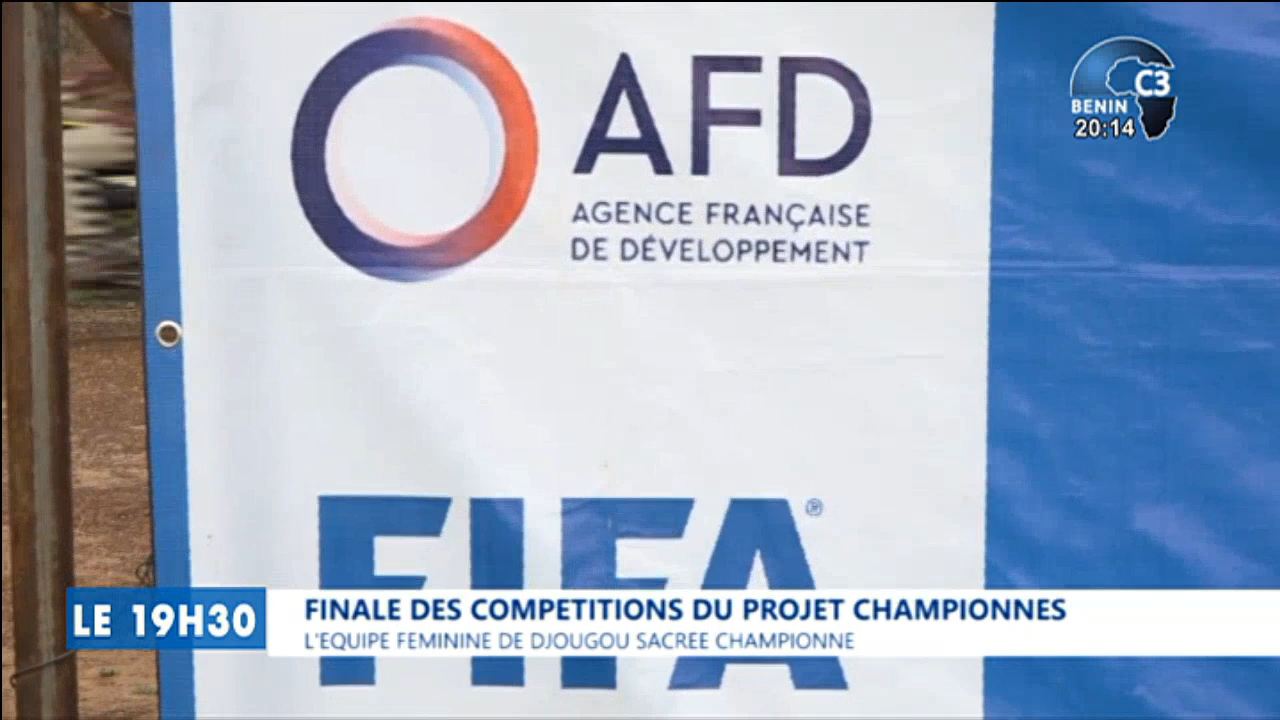 AFD
AGENCE FRANÇAISE
DE DÉVELOPPEMENT
C3
BENIN
20:14
FIFA®
LE 19H30
FINALE DES COMPETITIONS DU PROJET CHAMPIONNES
L'EQUIPE FEMININE DE DJOUGOU SACREE CHAMPIONNE